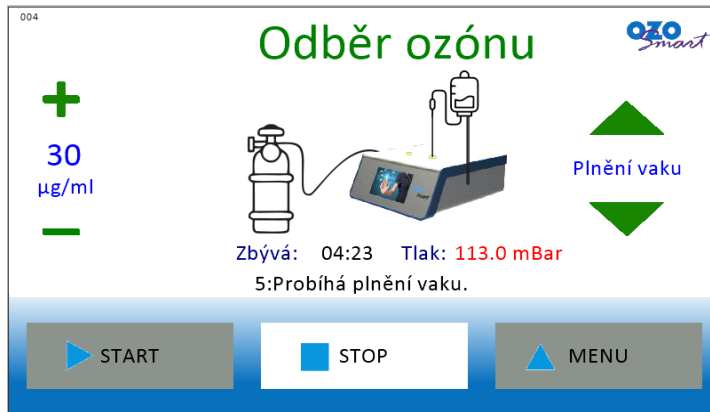 004
Odběr ozónu
OZO
Smart
30
µg/ml
Plnění vaku
Zbývá: 04:23 Tlak: 113.0 mBar
5:Probíhá plnění vaku.
START
STOP
MENU